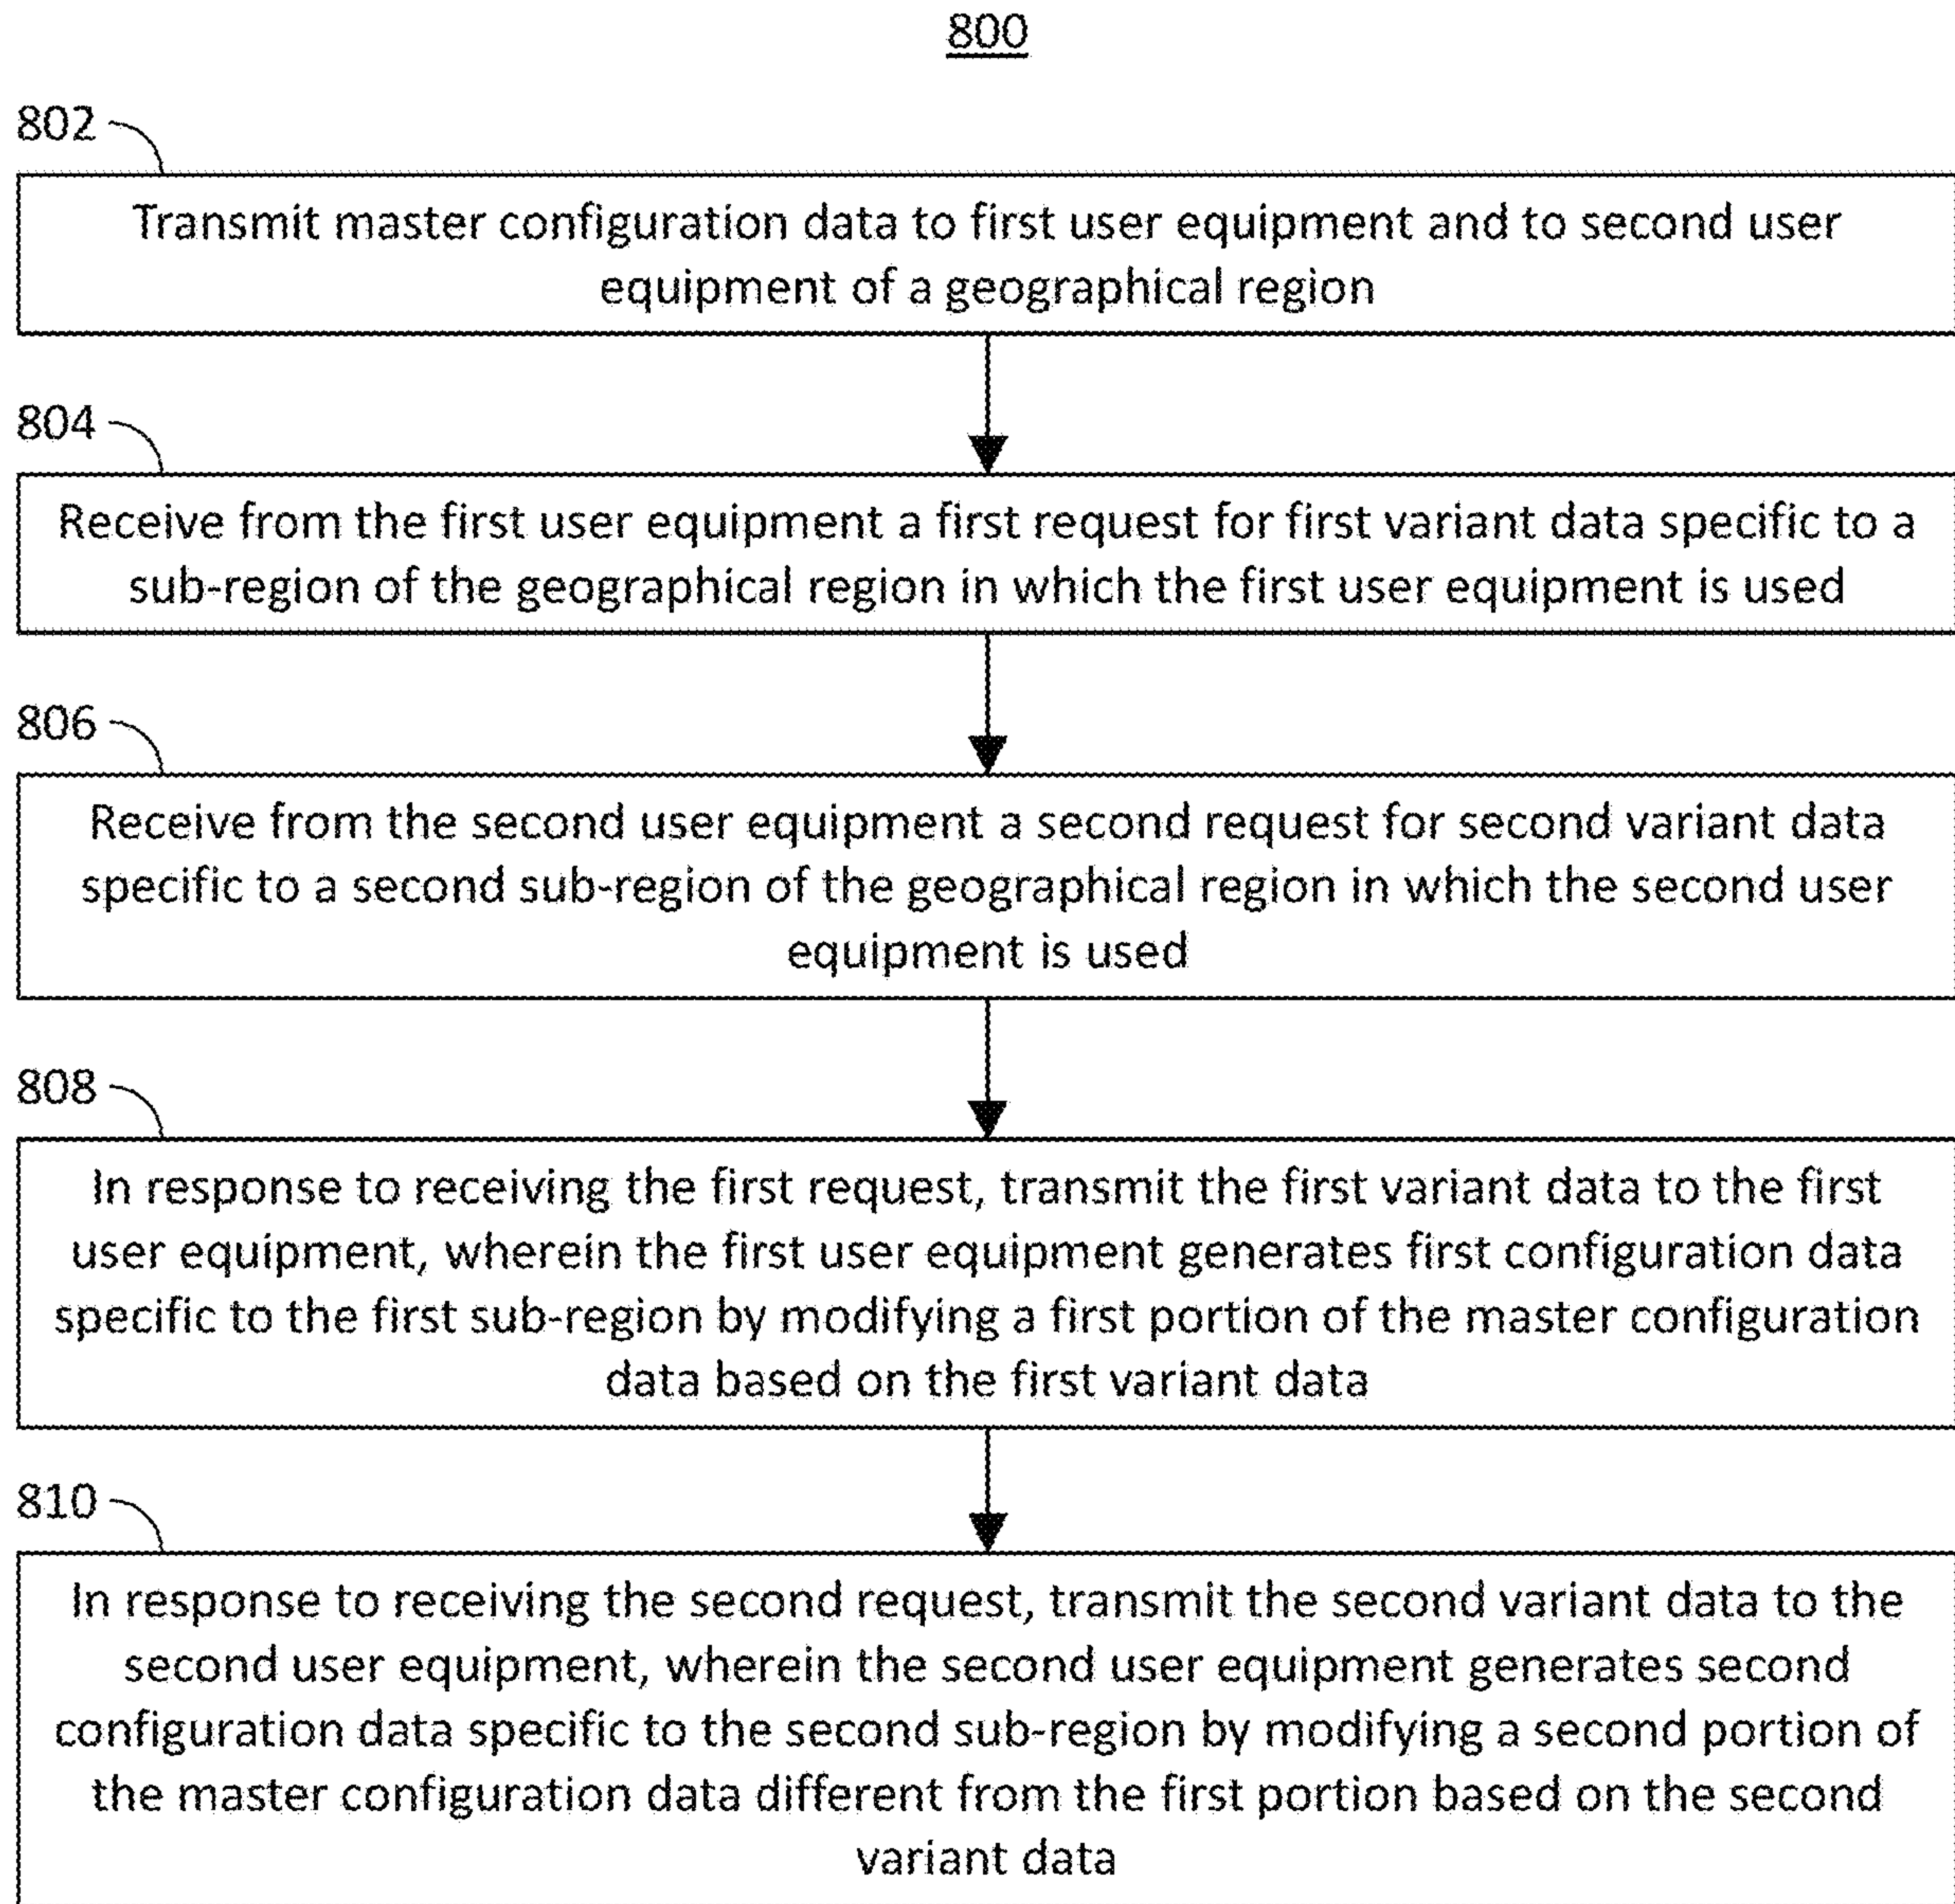 800
802
Transmit master configuration data to first user equipment and to second user
equipment of a geographical region
804
Receive from the first user equipment a first request for first variant data specific to a
sub-region of the geographical region in which the first user equipment is used
806
Receive from the second user equipment a second request for second variant data
specific to a second sub-region of the geographical region in which the second user
equipment is used
808
In response to receiving the first request, transmit the first variant data to the first
user equipment, wherein the first user equipment generates first configuration data
specific to the first sub-region by modifying a first portion of the master configuration
data based on the first variant data
810
In response to receiving the second request, transmit the second variant data to the
second user equipment, wherein the second user equipment generates second
configuration data specific to the second sub-region by modifying a second portion of
the master configuration data different from the first portion based on the second
variant data